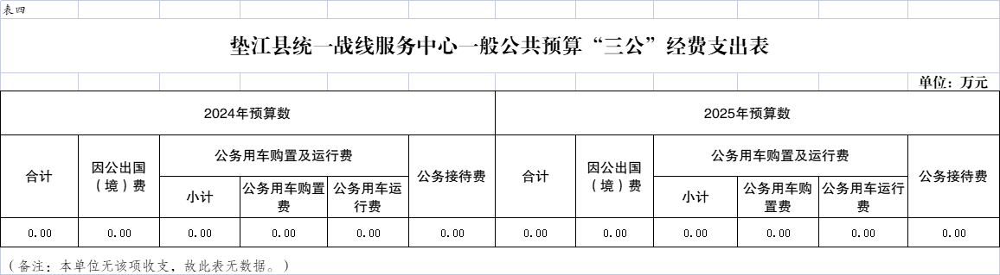 表四
垫江县统一战线服务中心一般公共预算“三公”经费支出表
单位：万元
2024年预算数 2025年预算数
合计 因公出国（境）费 公务用车购置及运行费 公务接待费 合计 因公出国（境）费 公务用车购置及运行费 公务接待费
小计 公务用车购置费 公务用车运行费 小计 公务用车购置费 公务用车运行费
0.00 0.00 0.00 0.00 0.00 0.00 0.00 0.00 0.00 0.00 0.00 0.00
（备注：本单位无该项收支，故此表无数据。）